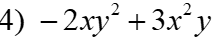 4) −2xy² + 3x²y